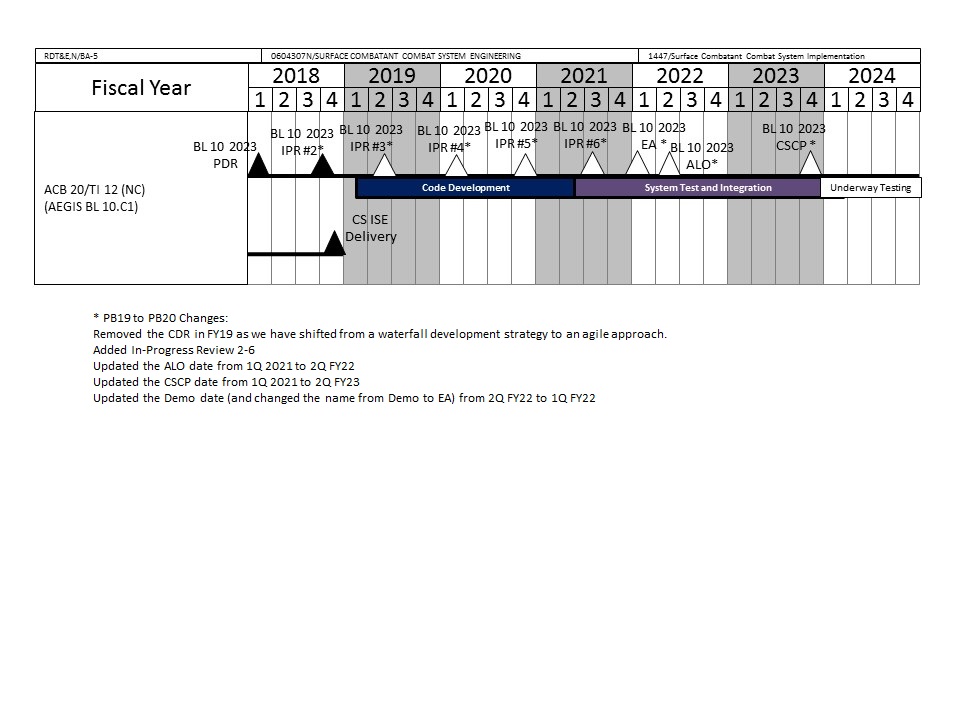 RDT&E,N/BA-5 0604307N/SURFACE COMBATANT COMBAT SYSTEM ENGINEERING 1447/Surface Combatant Combat System Implementation
Fiscal Year
2018 2019 2020 2021 2022 2023 2024
1 2 3 4 1 2 3 4 1 2 3 4 1 2 3 4 1 2 3 4 1 2 3 4 1 2 3 4
BL 10 2023
PDR
BL 10 2023
IPR #2*
BL 10 2023
IPR #3*
BL 10 2023
IPR #4*
BL 10 2023
IPR #5*
BL 10 2023
IPR #6*
BL 10 2023
EA *
BL 10 2023
ALO*
BL 10 2023
CSCP *
ACB 20/TI 12 (NC)
(AEGIS BL 10.C1)
Code Development
System Test and Integration
Underway Testing
CS ISE
Delivery
* PB19 to PB20 Changes:
Removed the CDR in FY19 as we have shifted from a waterfall development strategy to an agile approach.
Added In-Progress Review 2-6
Updated the ALO date from 1Q 2021 to 2Q FY22
Updated the CSCP date from 1Q 2021 to 2Q FY23
Updated the Demo date (and changed the name from Demo to EA) from 2Q FY22 to 1Q FY22